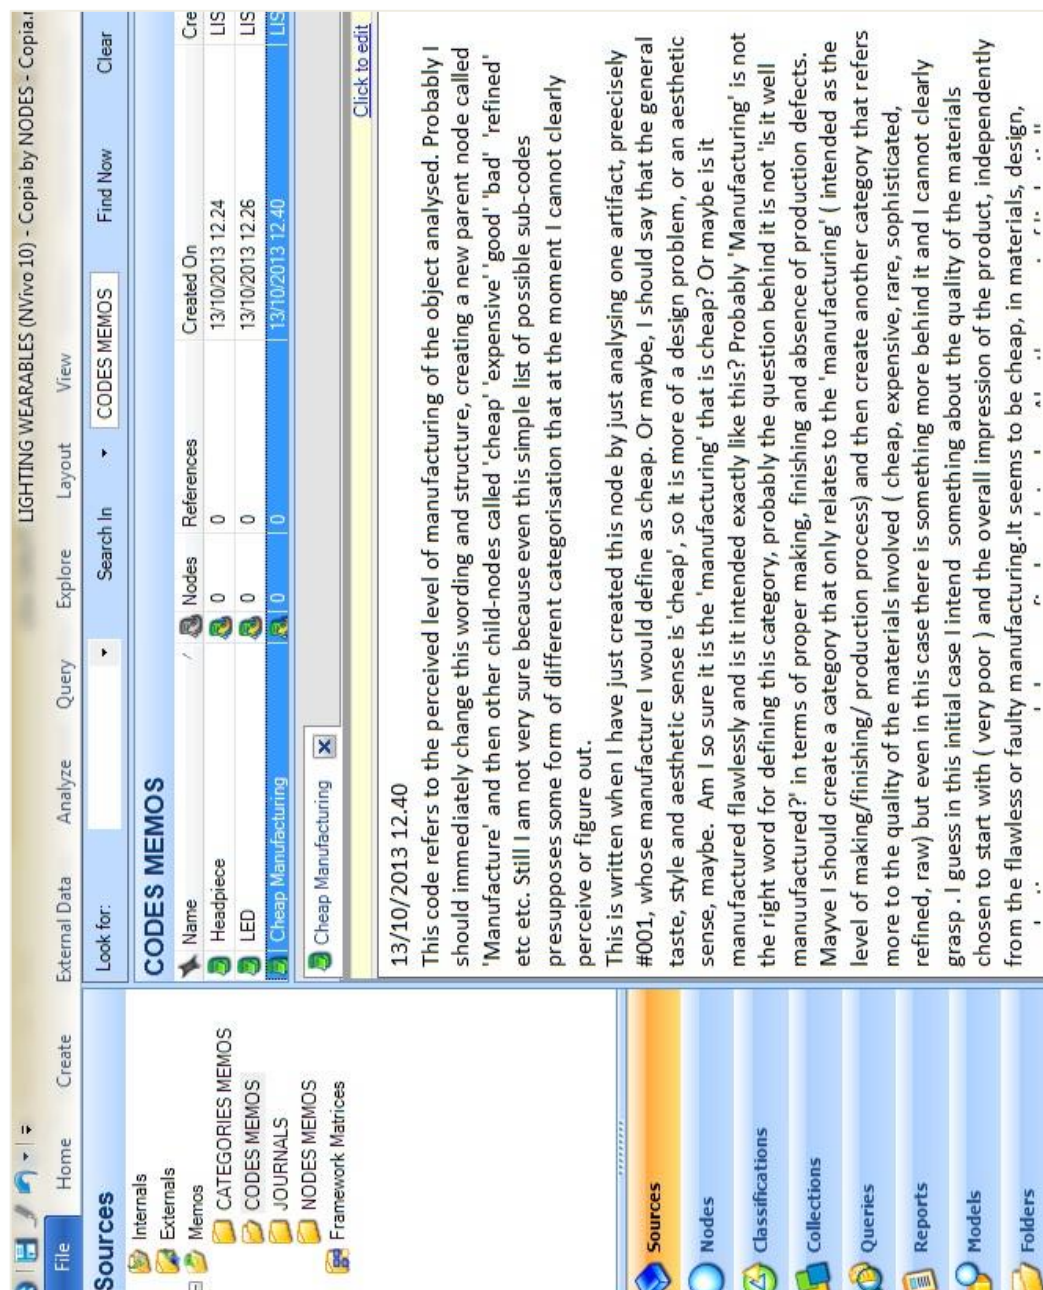 LIGHTING WEARABLES (NVivo 10) - Copia by NODES - Copia.n
File Home Create External Data Analyze Query Explore Layout View
Sources
Internals
Externals
Memos
CATEGORIES MEMOS
CODES MEMOS
JOURNALS
NODES MEMOS
Framework Matrices
Sources
Nodes
Classifications
Collections
Queries
Reports
Models
Folders
Look for: Search In CODES MEMOS Find Now Clear
CODES MEMOS
Name Nodes References Created On Cre
Headpiece 0 0 13/10/2013 12.24 LIS
LED 0 0 13/10/2013 12.26 LIS
Cheap Manufacturing 0 0 13/10/2013 12.40 LIS
Cheap Manufacturing
Click to edit
13/10/2013 12.40
This code refers to the perceived level of manufacturing of the object analysed. Probably I
should immediately change this wording and structure, creating a new parent node called
'Manufacture' and then other child-nodes called 'cheap' 'expensive' 'good' 'bad' 'refined'
etc etc. Still I am not very sure because even this simple list of possible sub-codes
presupposes some form of different categorisation that at the moment I cannot clearly
perceive or figure out.
This is written when I have just created this node by just analysing one artifact, preecisely
#001, whose manufacture I would define as cheap. Or maybe, I should say that the general
taste, style and aesthetic sense is 'cheap', so it is more of a design problem, or an aesthetic
sense, maybe. Am I so sure it is the 'manufacturing' that is cheap? Or maybe is it
manufactured flawlessly and is it intended exactly like this? Probably 'Manufacturing' is not
the right word for defining this category, probably the question behind it is not 'is it well
manuufactured?' in terms of proper making, finishing and absence of production defects.
Mayve I should create a category that only relates to the 'manufacturing' ( intended as the
level of making/finishing/ production process) and then create another category that refers
more to the quality of the materials involved ( cheap, expensive, rare, sophisticated,
refined, raw) but even in this case there is something more behind it and I cannot clearly
grasp . I guess in this initial case I intend something about the quality of the materials
chosen to start with ( very poor ) and the overall impression of the product, independently
from the flawless or faulty manufacturing.It seems to be cheap, in materials, design,